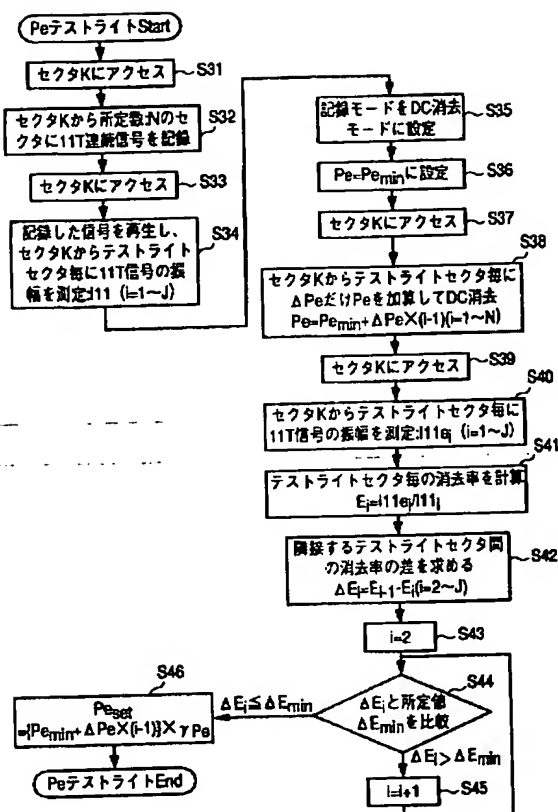 PeテストライトStart
セクタKにアクセス
S31
セクタKから所定数:Nのセ
クタに11T連続信号を記録
S32
セクタKにアクセス
S33
記録した信号を再生し、
セクタKからテストライト
セクタ毎に11T信号の振
幅を測定:I11 (i=1~J)
S34
記録モードをDC消去
モードに設定
S35
Pe=Pemin に設定
S36
セクタKにアクセス
S37
セクタKからテストライトセクタ毎に
ΔPeだけPeを加算してDC消去
Pe=Pemin+ΔPe×(i-1)(i=1~N)
S38
セクタKにアクセス
S39
セクタKからテストライトセクタ毎に
11T信号の振幅を測定:I11ei (i=1~J)
S40
テストライトセクタ毎の消去率を計算
Ei=I11ei/I11i
S41
隣接するテストライトセクタ間
の消去率の差を求める
ΔEi=Ei-1-Ei(i=2~J)
S42
i=2
S43
ΔEiと所定値
ΔEminを比較
S44
ΔEi≦ΔEmin
ΔEi>ΔEmin
i=i+1
S45
S46
Peset
={Pemin+ΔPe×(i-1)}×γPe
PeテストライトEnd